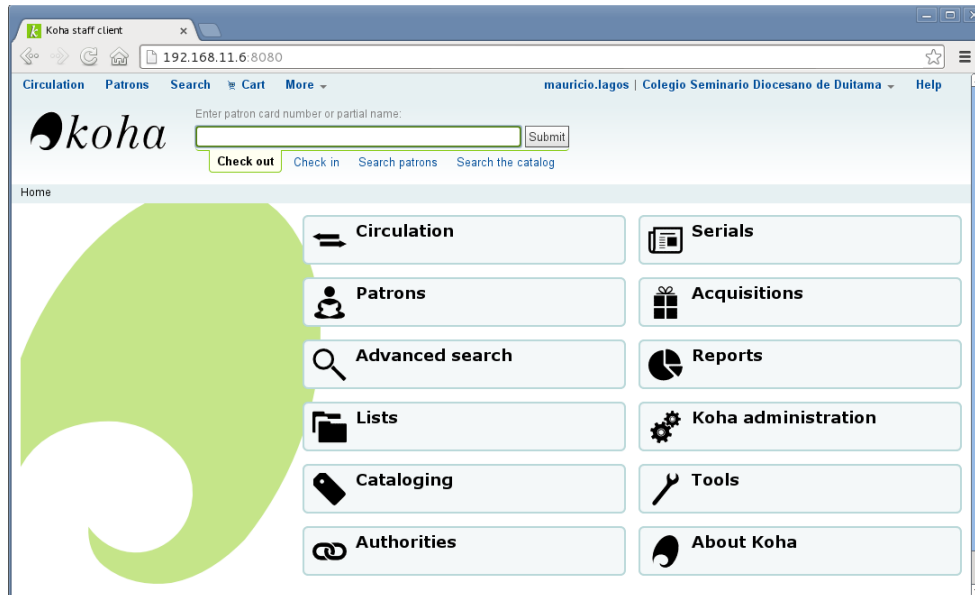 Koha staff client
192.168.11.6:8080
Circulation Patrons Search Cart More mauricio.lagos | Colegio Seminario Diocesano de Duitama Help
Enter patron card number or partial name:
koha
Submit
Check out Check in Search patrons Search the catalog
Home
Circulation Serials
Patrons Acquisitions
Advanced search Reports
Lists Koha administration
Cataloging Tools
Authorities About Koha